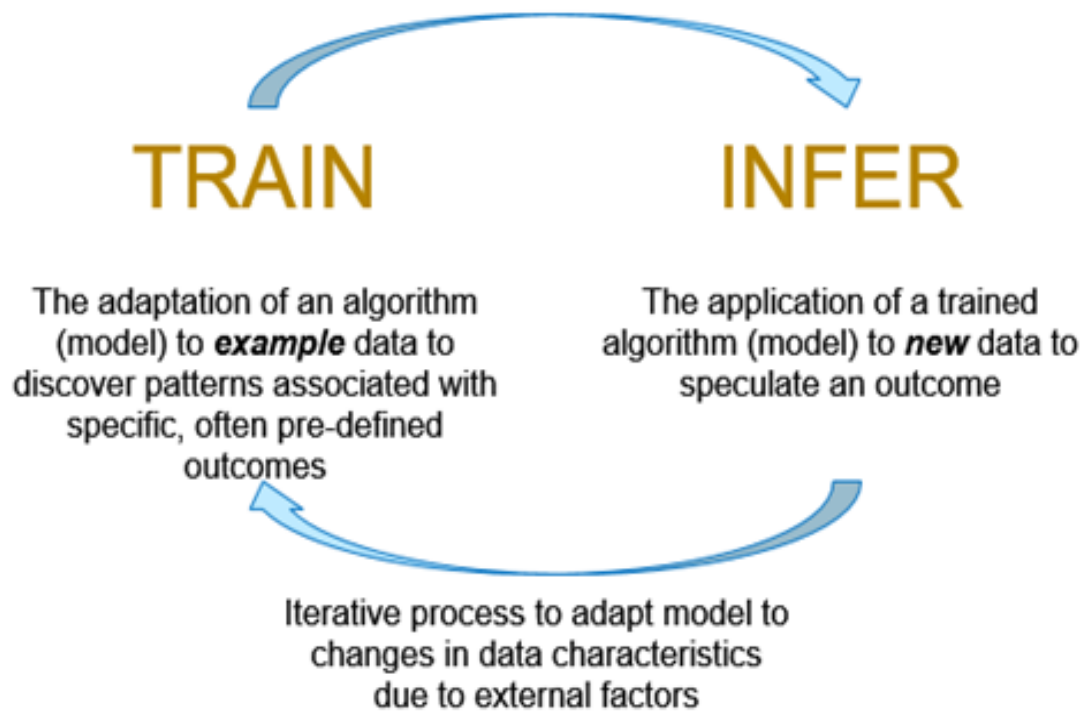 TRAIN
INFER
The adaptation of an algorithm
(model) to example data to
discover patterns associated with
specific, often pre-defined
outcomes
The application of a trained
algorithm (model) to new data to
speculate an outcome
Iterative process to adapt model to
changes in data characteristics
due to external factors